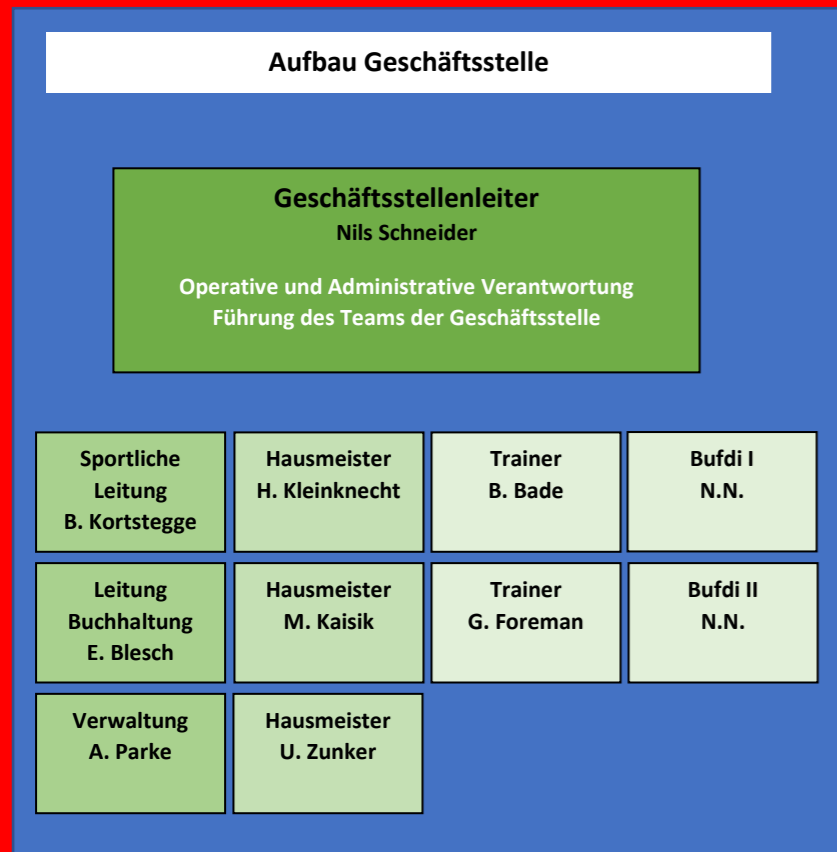 Aufbau Geschäftsstelle
Geschäftsstellenleiter
Nils Schneider
Operative und Administrative Verantwortung
Führung des Teams der Geschäftsstelle
Sportliche
Leitung
B. Kortstegge
Hausmeister
H. Kleinknecht
Trainer
B. Bade
Bufdi I
N.N.
Leitung
Buchhaltung
E. Blesch
Hausmeister
M. Kaisik
Trainer
G. Foreman
Bufdi II
N.N.
Verwaltung
A. Parke
Hausmeister
U. Zunker